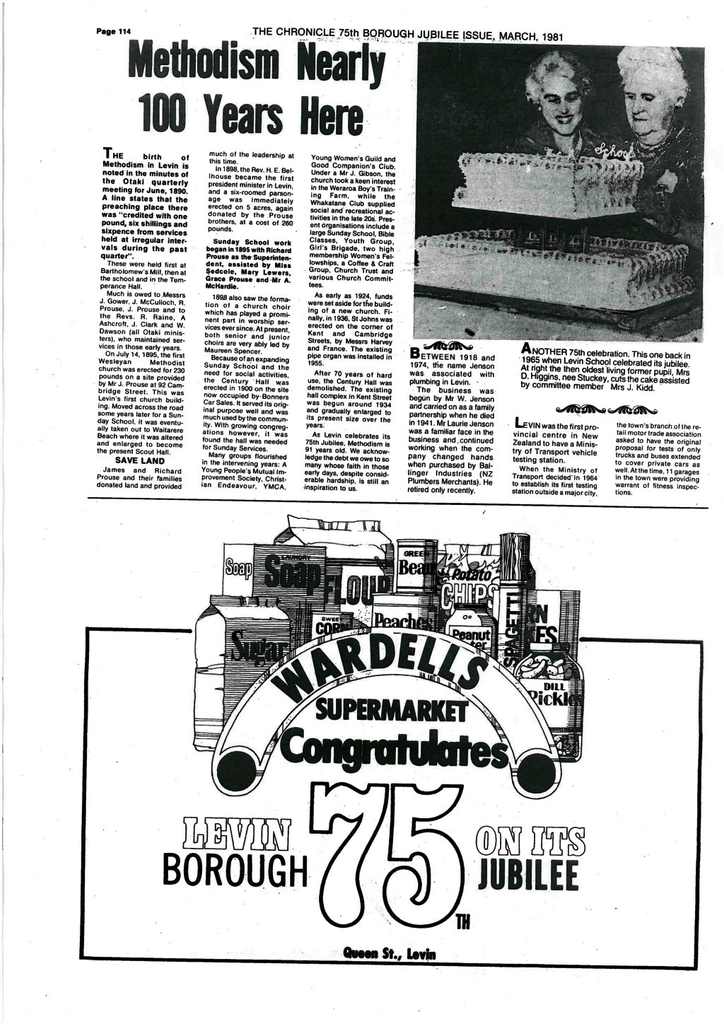 Page 114
THE CHRONICLE 75th BOROUGH JUBILEE ISSUE, MARCH, 1981
Methodism Nearly
100 Years Here
THE birth of
Methodism in Levin is
noted in the minutes of
the Otaki quarterly
meeting for June, 1890.
A line states that the
preaching place there
was "credited with one
pound, six shillings and
sixpence from services
held at irregular inter-
vals during the past
quarter".
These were held first at
Bartholomew's Mill, then at
the school and in the Tem-
perance Hall.
Much is owed to Messrs
J. Gower, J. McCulloch, R.
Prouse, J. Prouse and to
the Revs. R. Raine, A
Ashcroft, J. Clark and W.
Dawson (all Otaki minis-
ters), who maintained ser-
vices in those early years.
On July 14, 1895, the first
Wesleyan Methodist
church was erected for 230
pounds on a site provided
by Mr J. Prouse at 92 Cam-
bridge Street. This was
Levin's first church build-
ing. Moved across the road
some years later for a Sun-
day School, it was eventu-
ally taken out to Waitarere
Beach where it was altered
and enlarged to become
the present Scout Hall.
SAVE LAND
James and Richard
Prouse and their families
donated land and provided
much of the leadership at
this time.
In 1898, the Rev. H. E. Bel-
lhouse became the first
president minister in Levin,
and a six-roomed parson-
age was immediately
erected on 5 acres, again
donated by the Prouse
brothers, at a cost of 260
pounds.
Sunday School work
began in 1895 with Richard
Prouse as the Superinten-
dent, assisted by Miss
Sedcole, Mary Lewers,
Grace Prouse and Mr A.
McHardie.
1898 also saw the forma-
tion of a church choir
which has played a promi-
nent part in worship ser-
vices ever since. At present,
both senior and junior
choirs are very ably led by
Maureen Spencer.
Because of an expanding
Sunday School and the
need for social activities,
the Century Hall was
erected in 1900 on the site
now occupied by Bonners
Car Sales. It served its orig-
inal purpose well and was
much used by the commun-
ity. With growing congreg-
ations however, it was
found the hall was needed
for Sunday Services.
Many groups flourished
in the intervening years: A
Young People's Mutual Im-
provement Society, Christ-
ian Endeavour, YMCA,
Young Women's Guild and
Good Companion's Club.
Under a Mr J. Gibson, the
church took a keen interest
in the Weraroa Boy's Train-
ing Farm, while the
Whakatane Club supplied
social and recreational ac-
tivities in the late 20s. Pres-
ent organisations include a
large Sunday School, Bible
Classes, Youth Group,
Girl's Brigade, two high
membership Women's Fel-
lowships, a Coffee & Craft
Group, Church Trust and
various Church Commit-
tees.
As early as 1924, funds
were set aside for the build-
ing of a new church. Fi-
nally, in 1936, St Johns was
erected on the corner of
Kent and Cambridge
Streets, by Messrs Harvey
and France. The existing
pipe organ was installed in
1955.
After 70 years of hard
use, the Century Hall was
demolished. The existing
hall complex in Kent Street
was begun around 1934
and gradually enlarged to
its present size over the
years.
As Levin celebrates its
75th Jubilee, Methodism is
91 years old. We acknow-
ledge the debt we owe to so
many whose faith in those
early days, despite consid-
erable hardship, is still an
inspiration to us.
School
BETWEEN 1918 and
1974, the name Jenson
was associated with
plumbing in Levin.
The business was
begun by Mr W. Jenson
and carried on as a family
partnership when he died
in 1941. Mr Laurie Jenson
was a familiar face in the
business and continued
working when the com-
pany changed hands
when purchased by Bal-
linger Industries (NZ
Plumbers Merchants). He
retired only recently.
ANOTHER 75th celebration. This one back in
1965 when Levin School celebrated its jubilee.
At right the then oldest living former pupil, Mrs
D. Higgins, nee Stuckey, cuts the cake assisted
by committee member Mrs J. Kidd.
LEVIN was the first pro-
vincial centre in New
Zealand to have a Minis-
try of Transport vehicle
testing station.
When the Ministry of
Transport decided in 1964
to establish its first testing
station outside a major city,
the town's branch of the re-
tail motor trade association
asked to have the original
proposal for tests of only
trucks and buses extended
to cover private cars as
well. At the time, 11 garages
in the town were providing
warrant of fitness inspec-
tions.
Soap
LAUNDRY
Soap
FLOUR
GREEN
Bea
Potato
CHIPS
SPAGETTI
Sugar
SWEET
CORN
Peaches
Peanut
ter
RN
KES
DILL
Pickle
WARDELLS
SUPERMARKET
Congratulates
LEVIN
BOROUGH
75TH
ON ITS
JUBILEE
Queen St., Levin